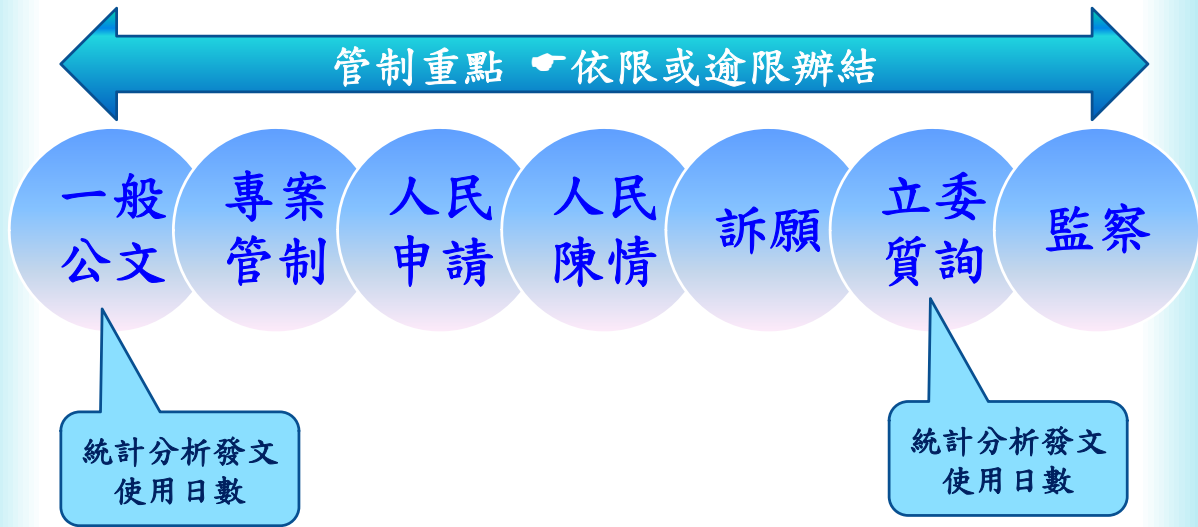 管制重點 ☛依限或逾限辦結
一般
公文
專案
管制
人民
申請
人民
陳情
訴願
立委
質詢
監察
統計分析發文
使用日數
統計分析發文
使用日數